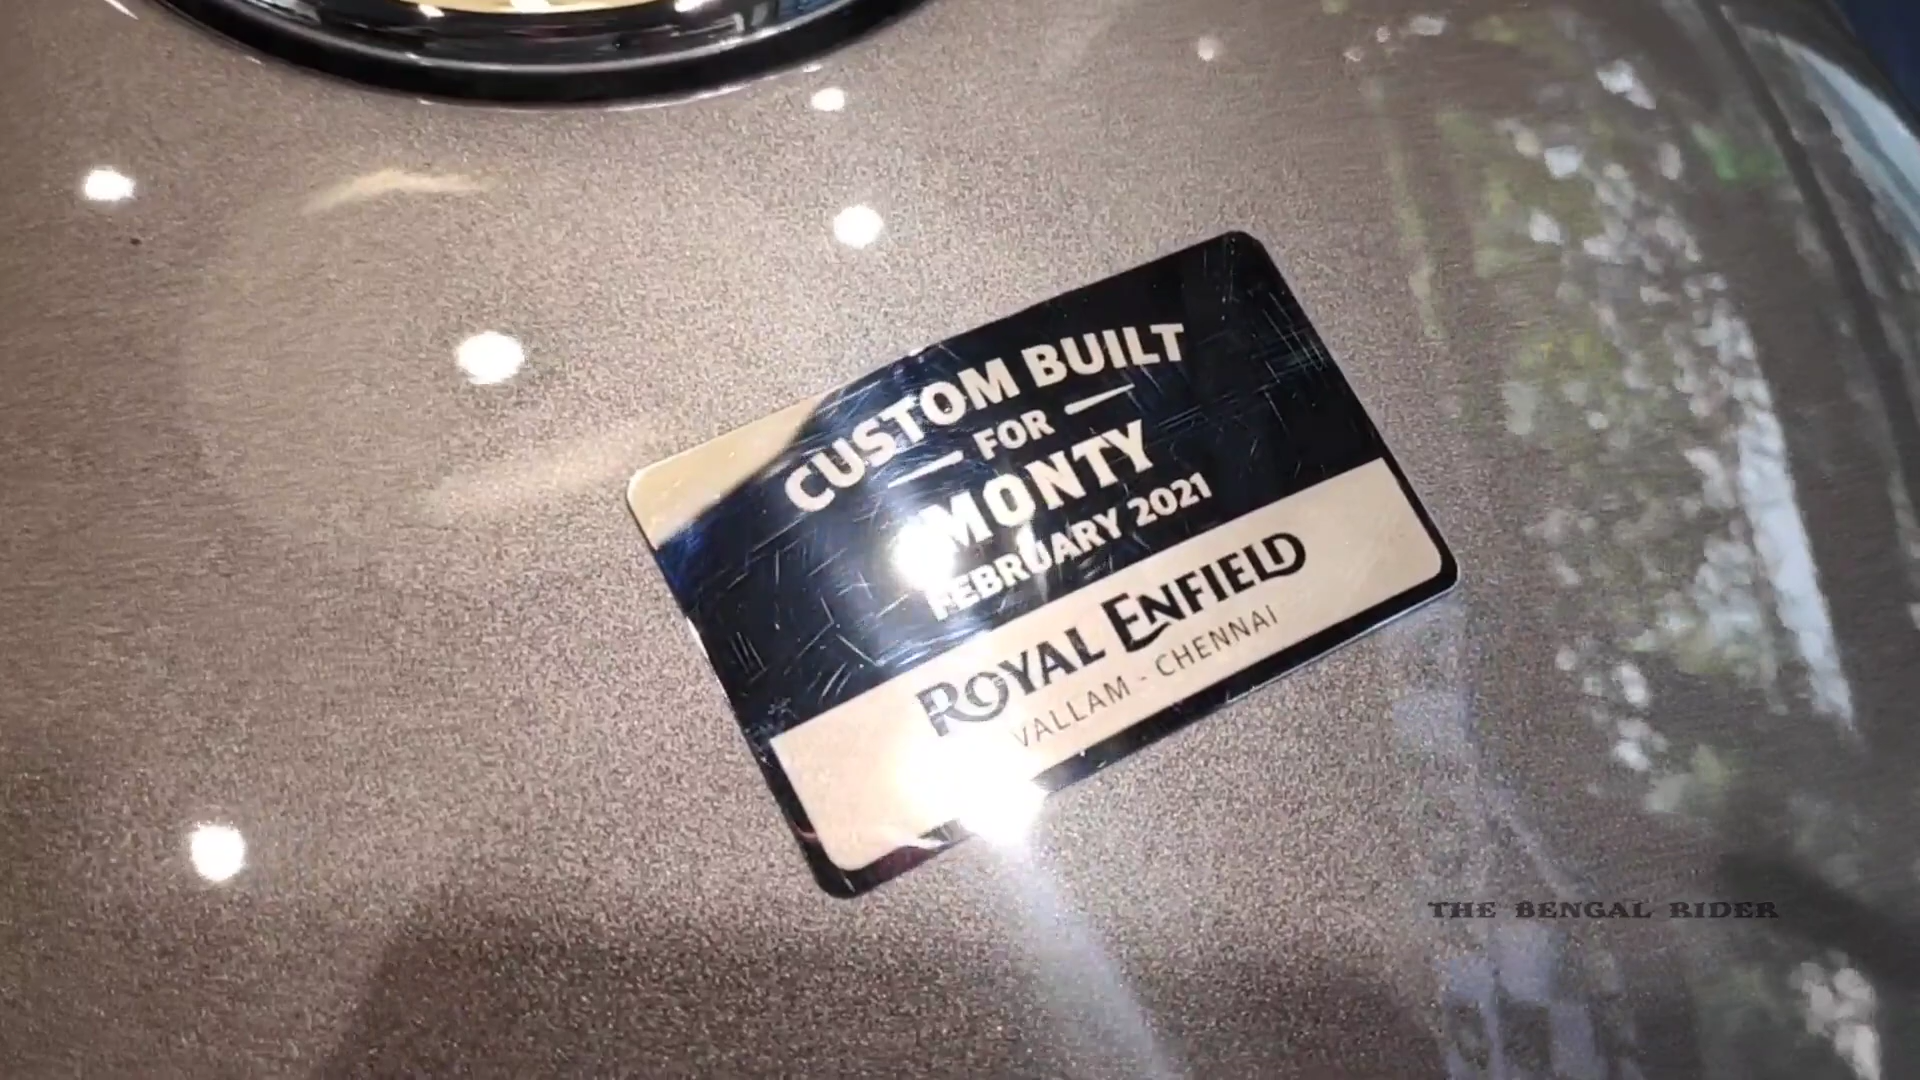 CUSTOM BUILT
FOR
MONTY
FEBRUARY 2021
ROYAL ENFIELD
VALLAM - CHENNAI
THE BENGAL RIDER